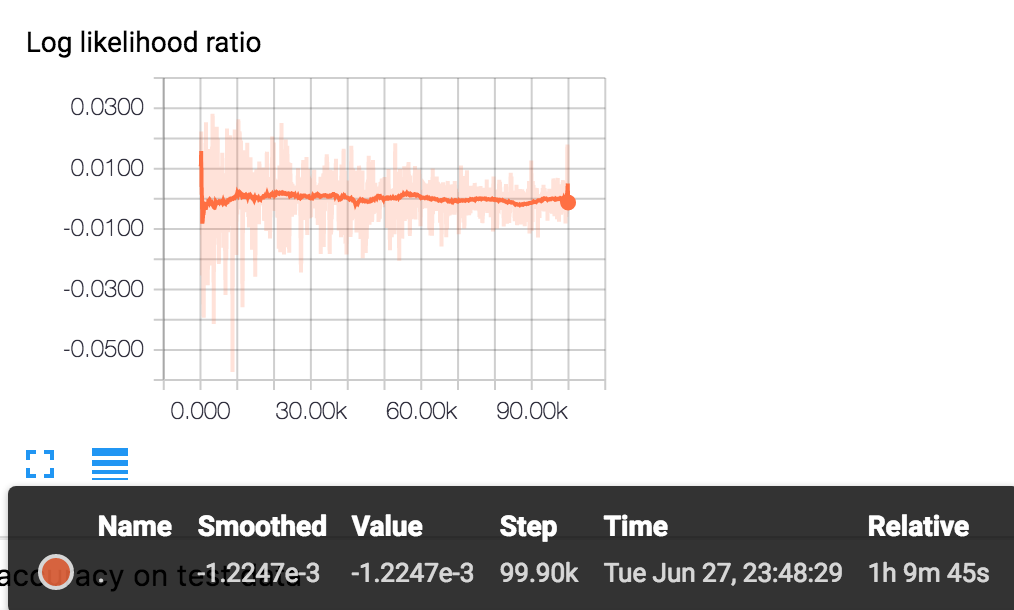 Log likelihood ratio
0.0300
0.0100
-0.0100
-0.0300
-0.0500
0.000 30.00k 60.00k 90.00k
Name Smoothed Value Step Time Relative
. -1.2247e-3 -1.2247e-3 99.90k Tue Jun 27, 23:48:29 1h 9m 45s
accuracy on test data